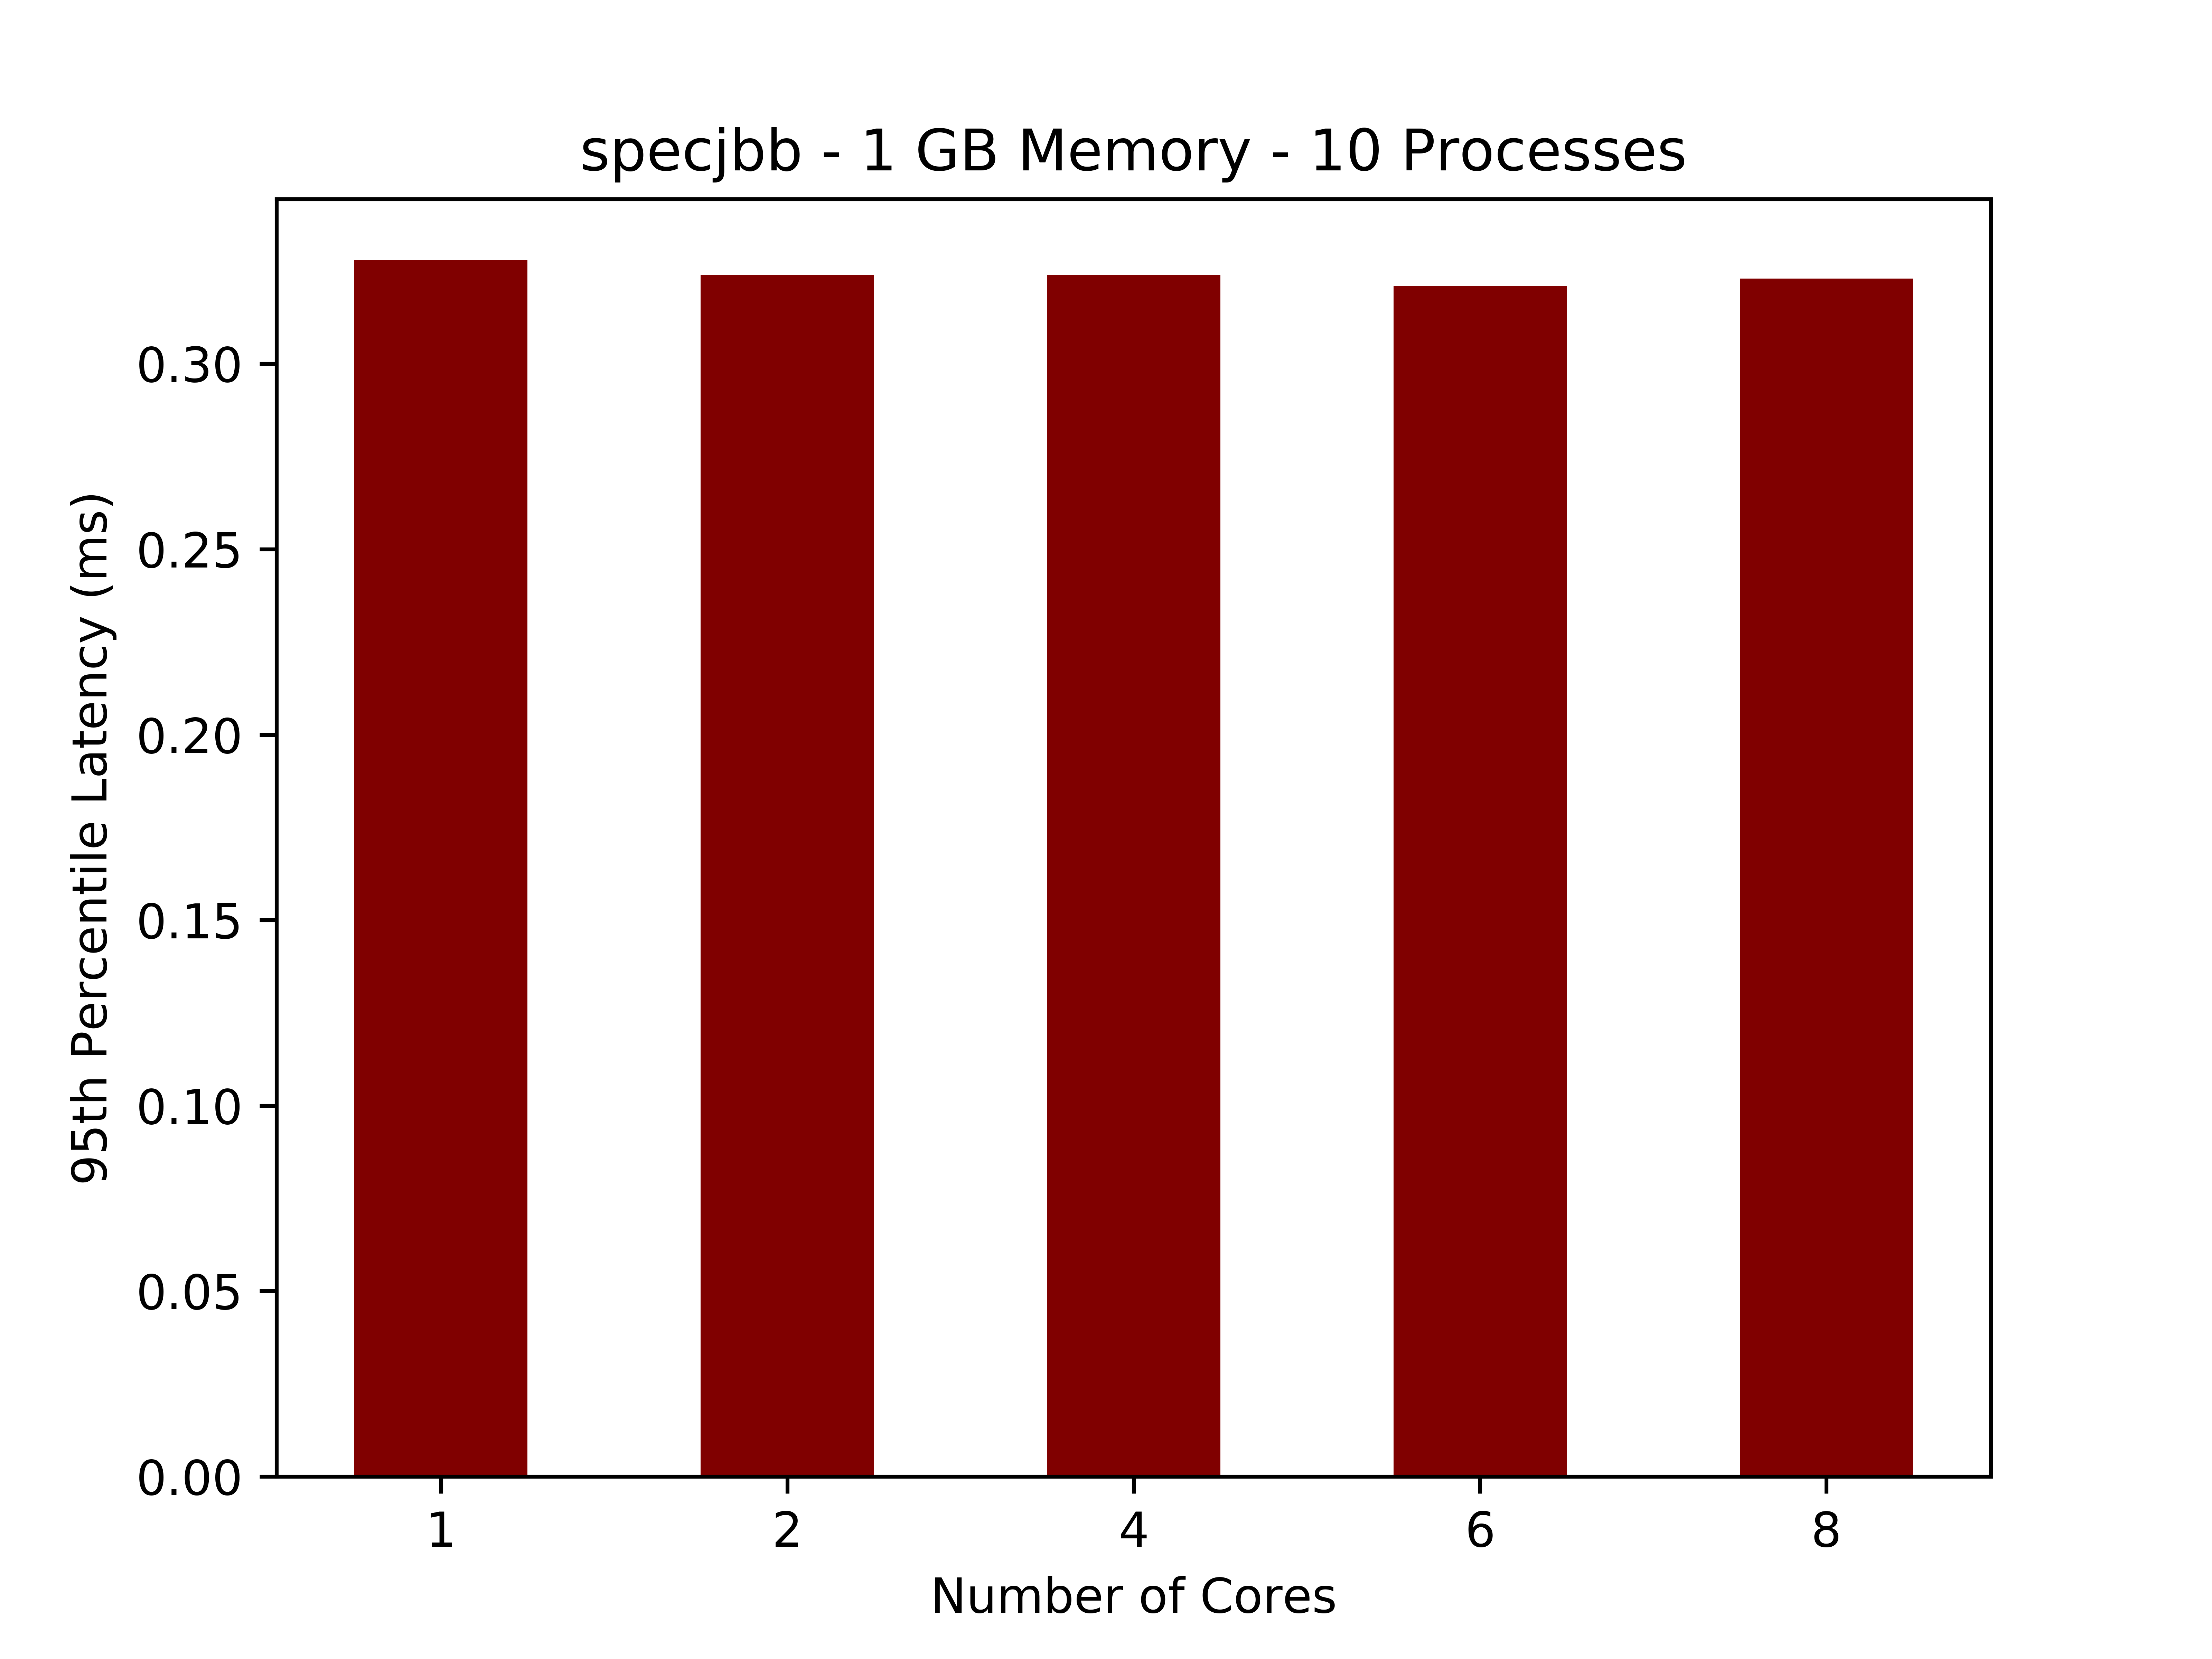 specjbb - 1 GB Memory - 10 Processes
95th Percentile Latency (ms)
0.30
0.25
0.20
0.15
0.10
0.05
0.00
1 2 4 6 8
Number of Cores